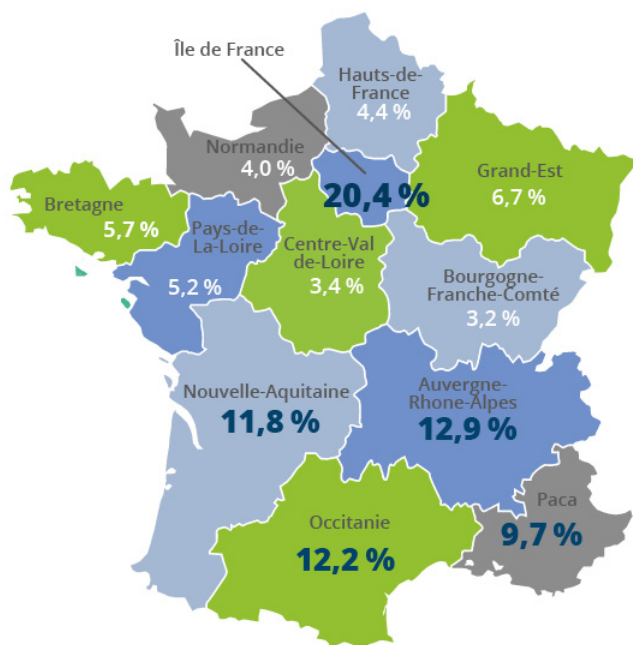 Île de France
20,4 %
Hauts-de-
France
4,4 %
Normandie
4,0 %
Grand-Est
6,7 %
Bretagne
5,7 %
Pays-de-
La-Loire
5,2 %
Centre-Val
de-Loire
3,4 %
Bourgogne-
Franche-Comté
3,2 %
Nouvelle-Aquitaine
11,8 %
Auvergne-
Rhone-Alpes
12,9 %
Occitanie
12,2 %
Paca
9,7 %